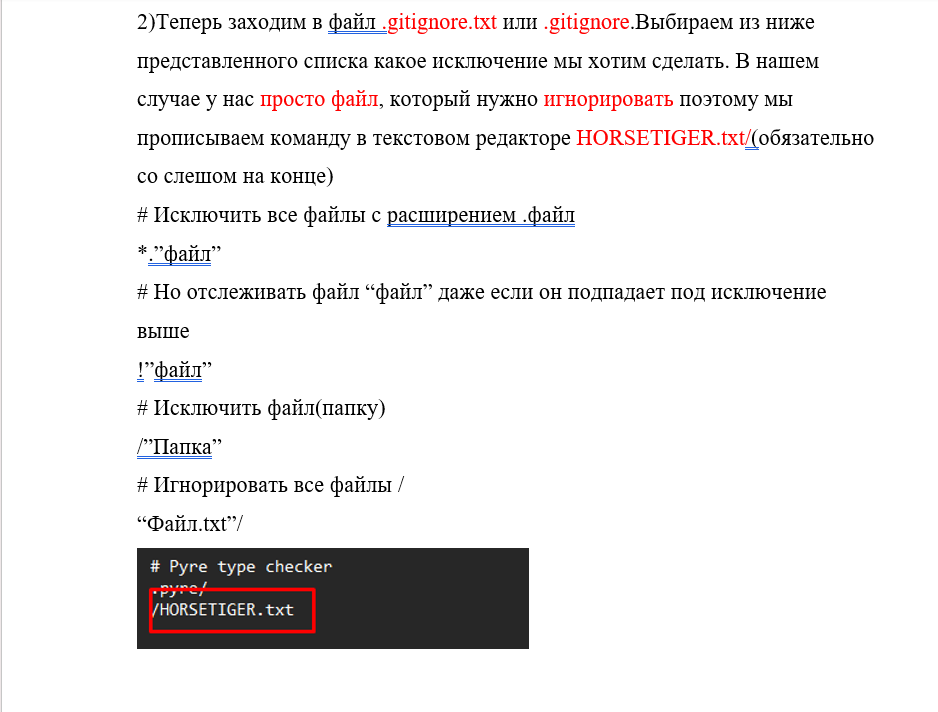 2)Теперь заходим в файл .gitignore.txt или .gitignore.Выбираем из ниже
представленного списка какое исключение мы хотим сделать. В нашем
случае у нас просто файл, который нужно игнорировать поэтому мы
прописываем команду в текстовом редакторе HORSETIGER.txt/(обязательно
со слешом на конце)
# Исключить все файлы с расширением .файл
*.”файл”
# Но отслеживать файл “файл” даже если он подпадает под исключение
выше
!”файл”
# Исключить файл(папку)
/”Папка”
# Игнорировать все файлы /
“Файл.txt”/
# Pyre type checker
.pyre/
/HORSETIGER.txt